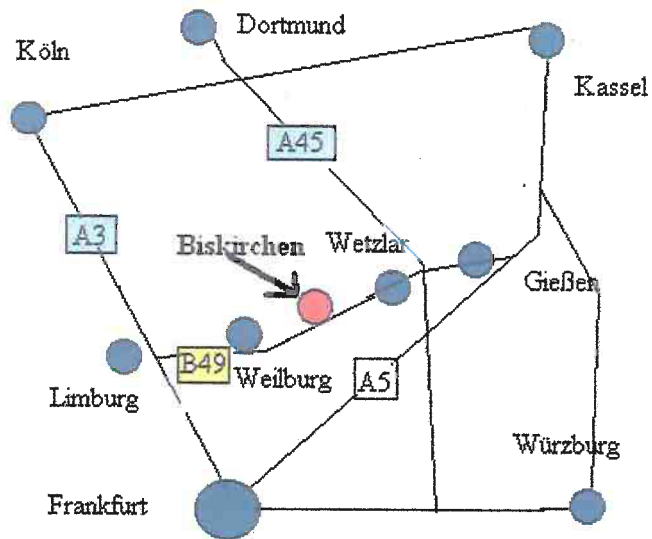 Dortmund
Köln
Kassel
A45
A3
Biskirchen
Wetzlar
Gießen
B49
Weilburg
A5
Limburg
Würzburg
Frankfurt